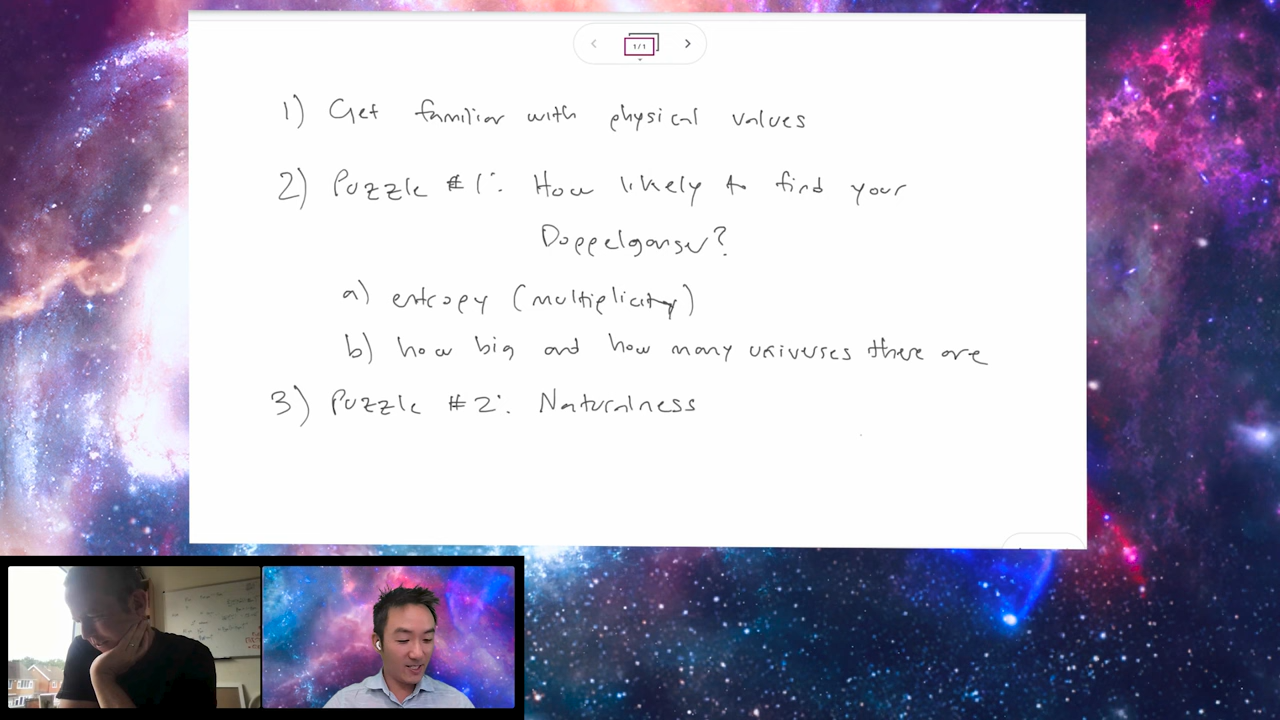 1/1
1) Get familiar with physical values
2) Puzzle #1: How likely to find your
Doppelganger?
a) entropy (multiplicity)
b) how big and how many universes there are
3) Puzzle #2: Naturalness